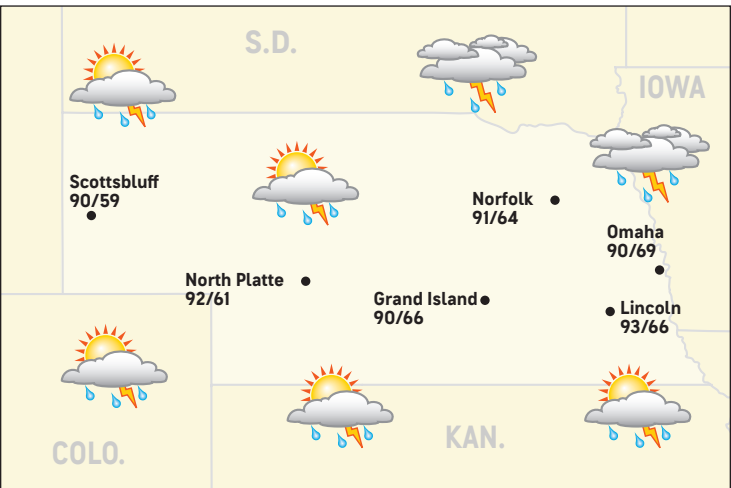 S.D.
IOWA
Scottsbluff
90/59
Norfolk
91/64
Omaha
90/69
North Platte
92/61
Grand Island
90/66
Lincoln
93/66
COLO.
KAN.